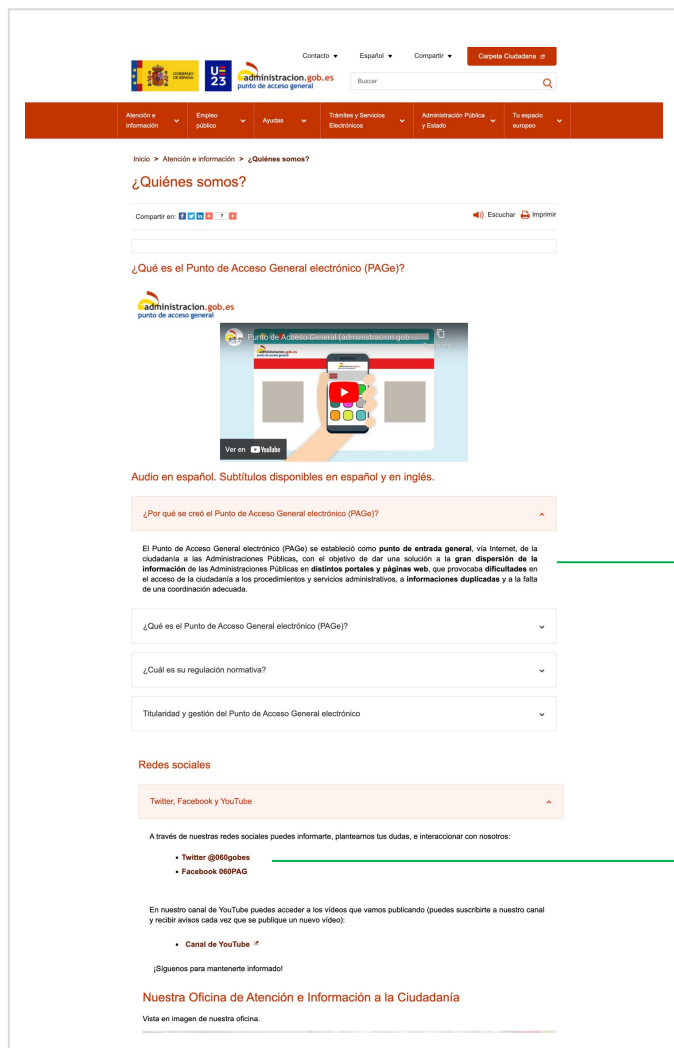 Contacto Español Compartir Carpeta Ciudadana
GOBIERNO
DE ESPAÑA
UE
23
administracion.gob.es
punto de acceso general
Buscar
Atención e
información
Empleo
público
Ayudas
Trámites y Servicios
Electrónicos
Administración Pública
y Estado
Tu espacio
europeo
Inicio > Atención e información > ¿Quiénes somos?
¿Quiénes somos?
Compartir en: f in + ? + Escuchar Imprimir
¿Qué es el Punto de Acceso General electrónico (PAGe)?
administracion.gob.es
punto de acceso general
Punto de Acceso General (administracion.gob....
Ver en YouTube
Audio en español. Subtítulos disponibles en español y en inglés.
¿Por qué se creó el Punto de Acceso General electrónico (PAGe)?
El Punto de Acceso General electrónico (PAGe) se estableció como punto de entrada general, vía Internet, de la
ciudadanía a las Administraciones Públicas, con el objetivo de dar una solución a la gran dispersión de la
información de las Administraciones Públicas en distintos portales y páginas web, que provocaba dificultades en
el acceso de la ciudadanía a los procedimientos y servicios administrativos, a informaciones duplicadas y a la falta
de una coordinación adecuada.
¿Qué es el Punto de Acceso General electrónico (PAGe)?
¿Cuál es su regulación normativa?
Titularidad y gestión del Punto de Acceso General electrónico
Redes sociales
Twitter, Facebook y YouTube
A través de nuestras redes sociales puedes informarte, plantearnos tus dudas, e interaccionar con nosotros:
• Twitter @060gobes
• Facebook 060PAG
En nuestro canal de YouTube puedes acceder a los vídeos que vamos publicando (puedes suscribirte a nuestro canal
y recibir avisos cada vez que se publique un nuevo vídeo):
• Canal de YouTube
¡Síguenos para mantenerte informado!
Nuestra Oficina de Atención e Información a la Ciudadanía
Vista en imagen de nuestra oficina.